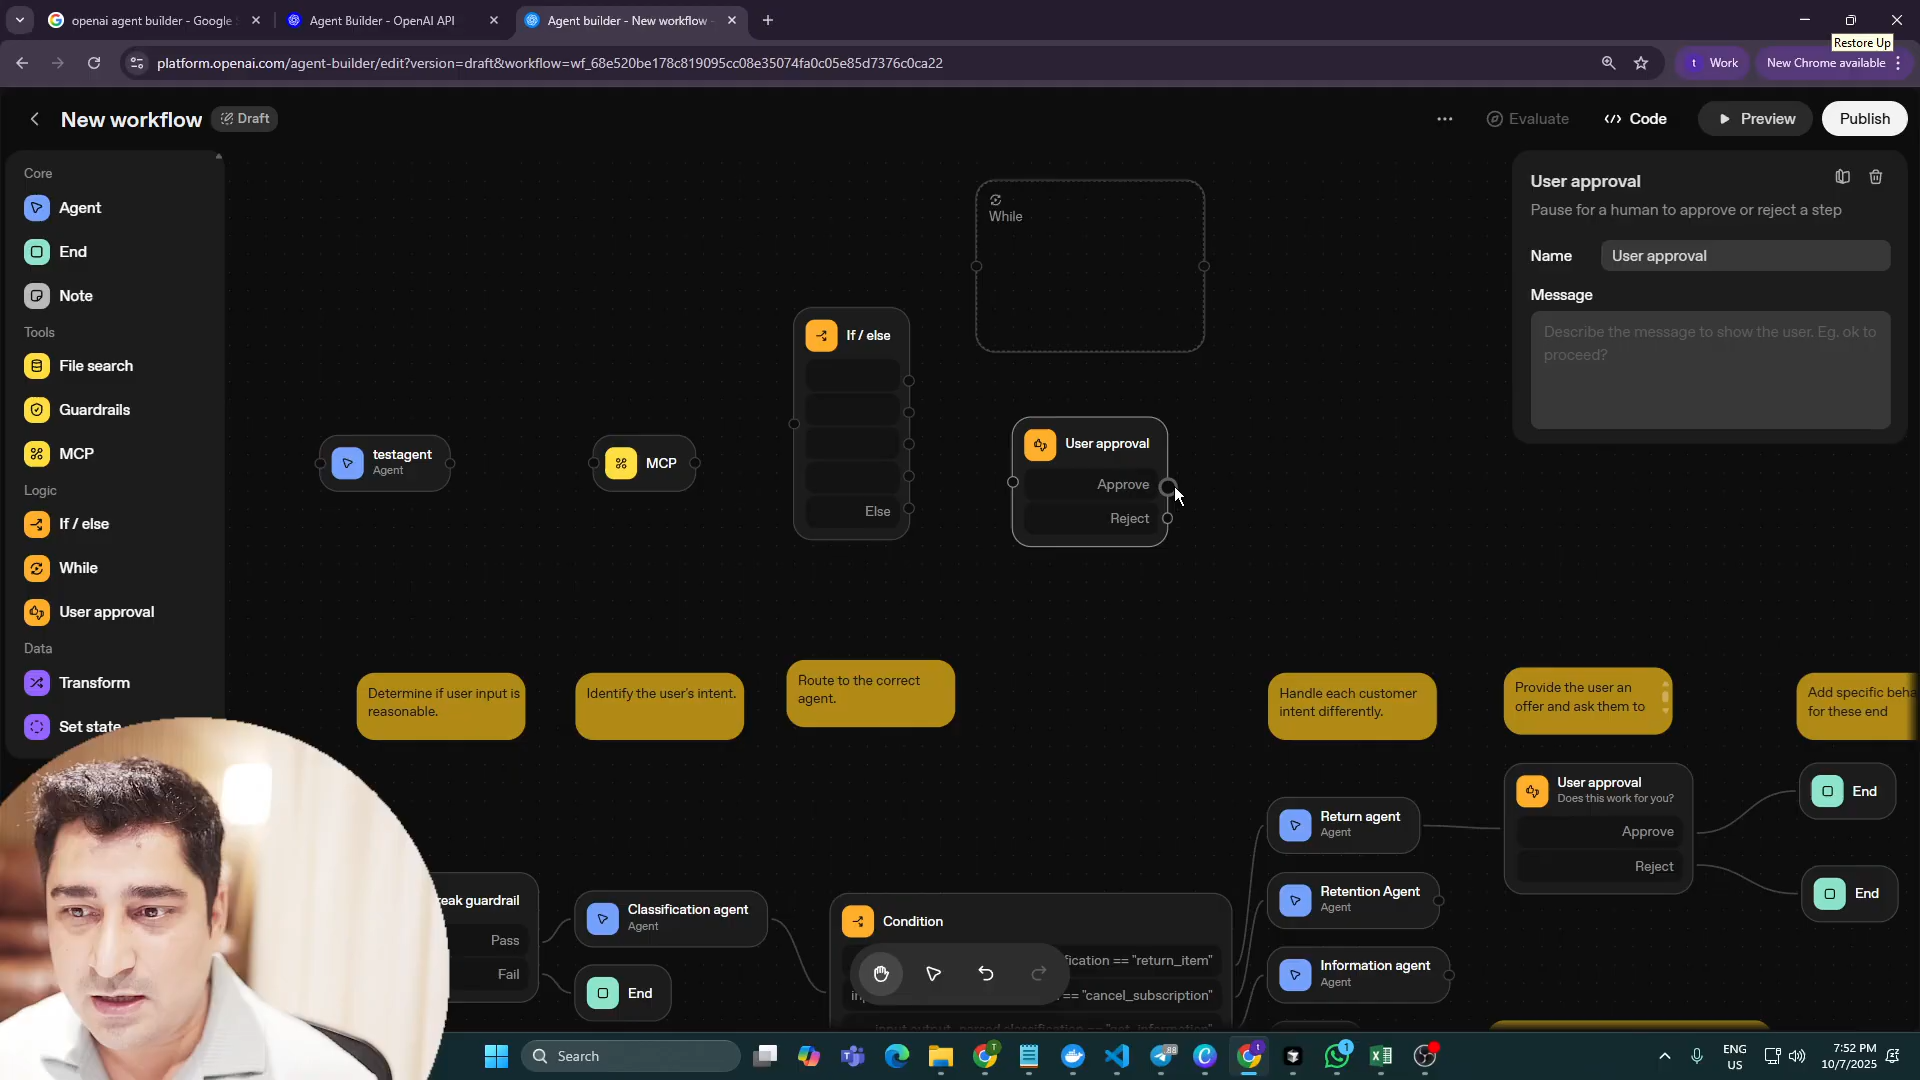 openai agent builder - Google
Agent Builder - OpenAI API
Agent builder - New workflow
Restore Up
platform.openai.com/agent-builder/edit?version=draft&workflow=wf_68e520be178c819095cc08e35074fa0c05e85d7376c0ca22
t Work
New Chrome available
New workflow
Draft
Evaluate
Code
Preview
Publish
Core
Agent
End
Note
Tools
File search
Guardrails
MCP
Logic
If / else
While
User approval
Data
Transform
Set state
While
If / else
Else
testagent
Agent
MCP
User approval
Approve
Reject
User approval
Pause for a human to approve or reject a step
Name
User approval
Message
Describe the message to show the user. Eg. ok to
proceed?
Determine if user input is
reasonable.
Identify the user's intent.
Route to the correct
agent.
Handle each customer
intent differently.
Provide the user an
offer and ask them to
Add specific beha
for these end
User approval
Does this work for you?
Approve
Reject
End
End
Return agent
Agent
Retention Agent
Agent
Information agent
Agent
reak guardrail
Pass
Fail
Classification agent
Agent
End
Condition
fication == "return_item"
== "cancel_subscription"
Search
88
1
ENG
US
7:52 PM
10/7/2025